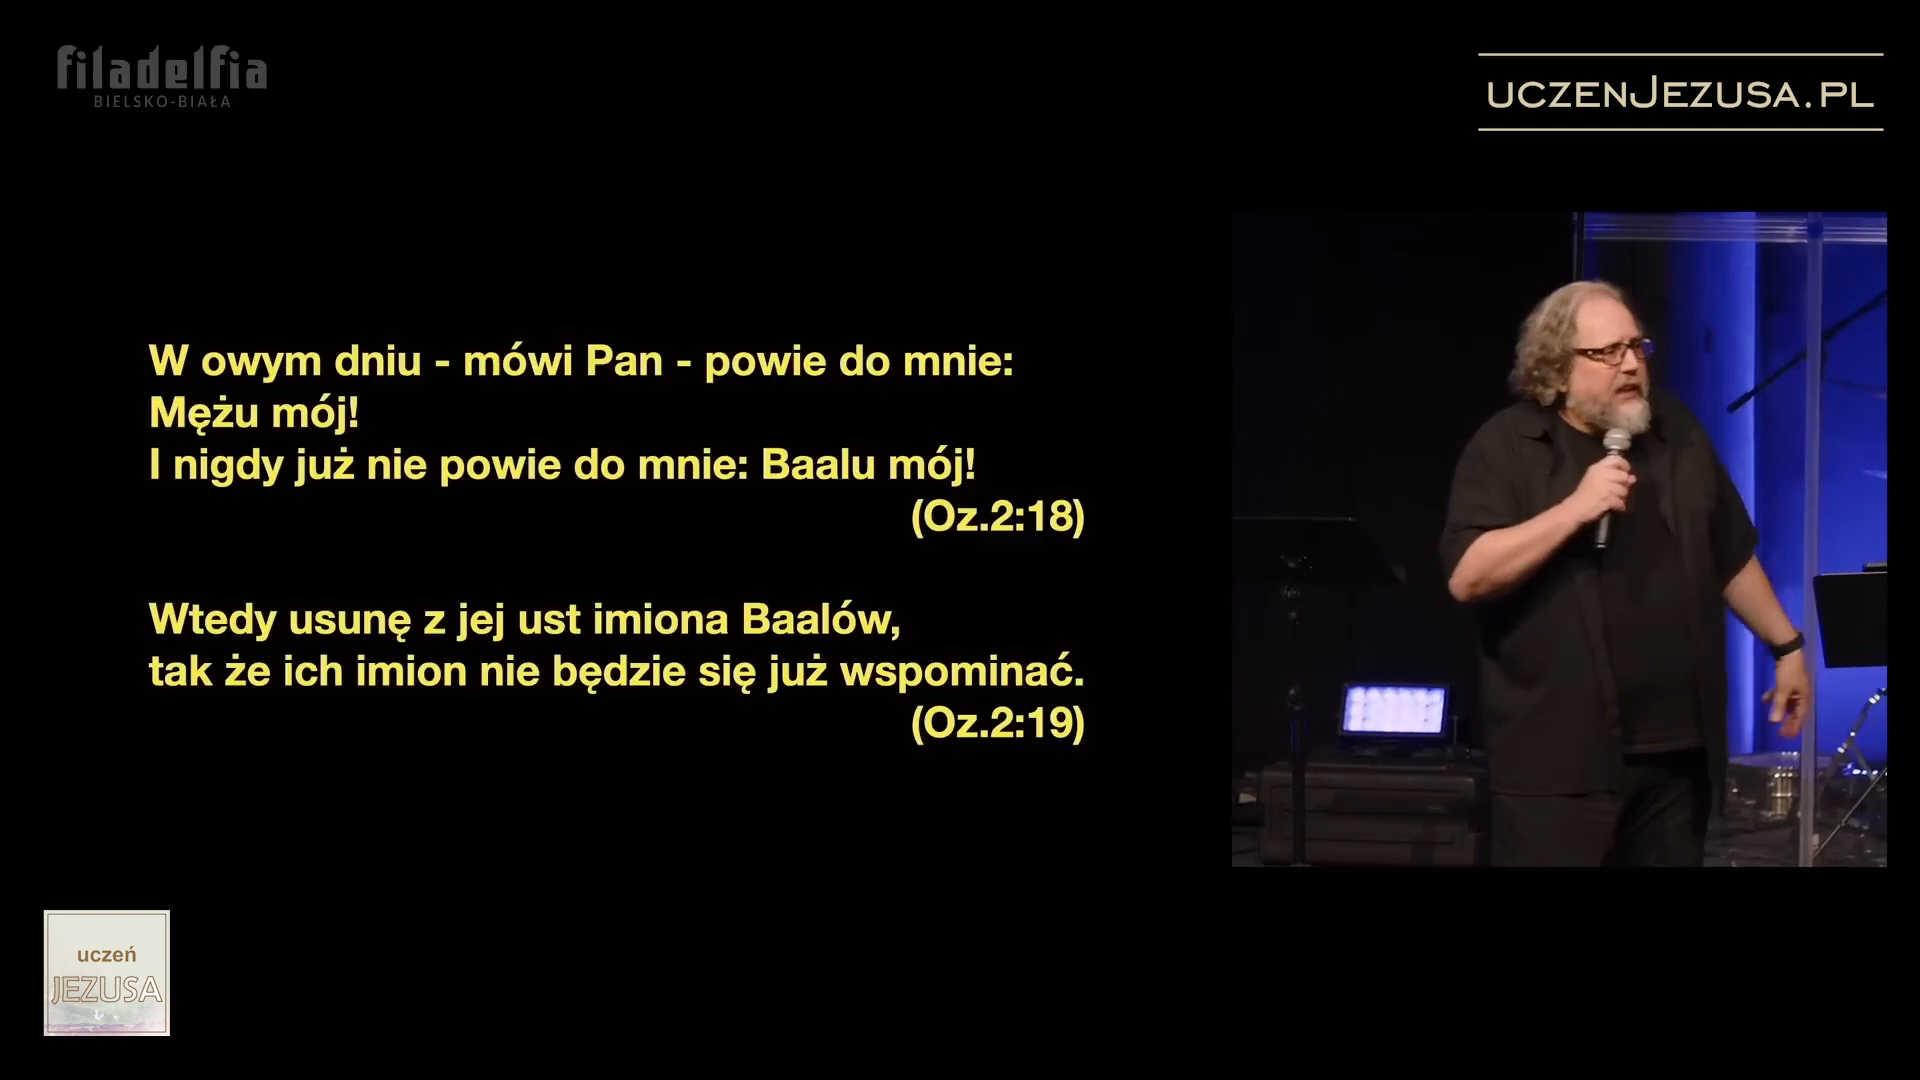 filadelfia
BIELSKO-BIAŁA
UCZENJEZUSA.PL
W owym dniu - mówi Pan - powie do mnie:
Mężu mój!
I nigdy już nie powie do mnie: Baalu mój!
(Oz.2:18)
Wtedy usunę z jej ust imiona Baalów,
tak że ich imion nie będzie się już wspominać.
(Oz.2:19)
uczeń
JEZUSA